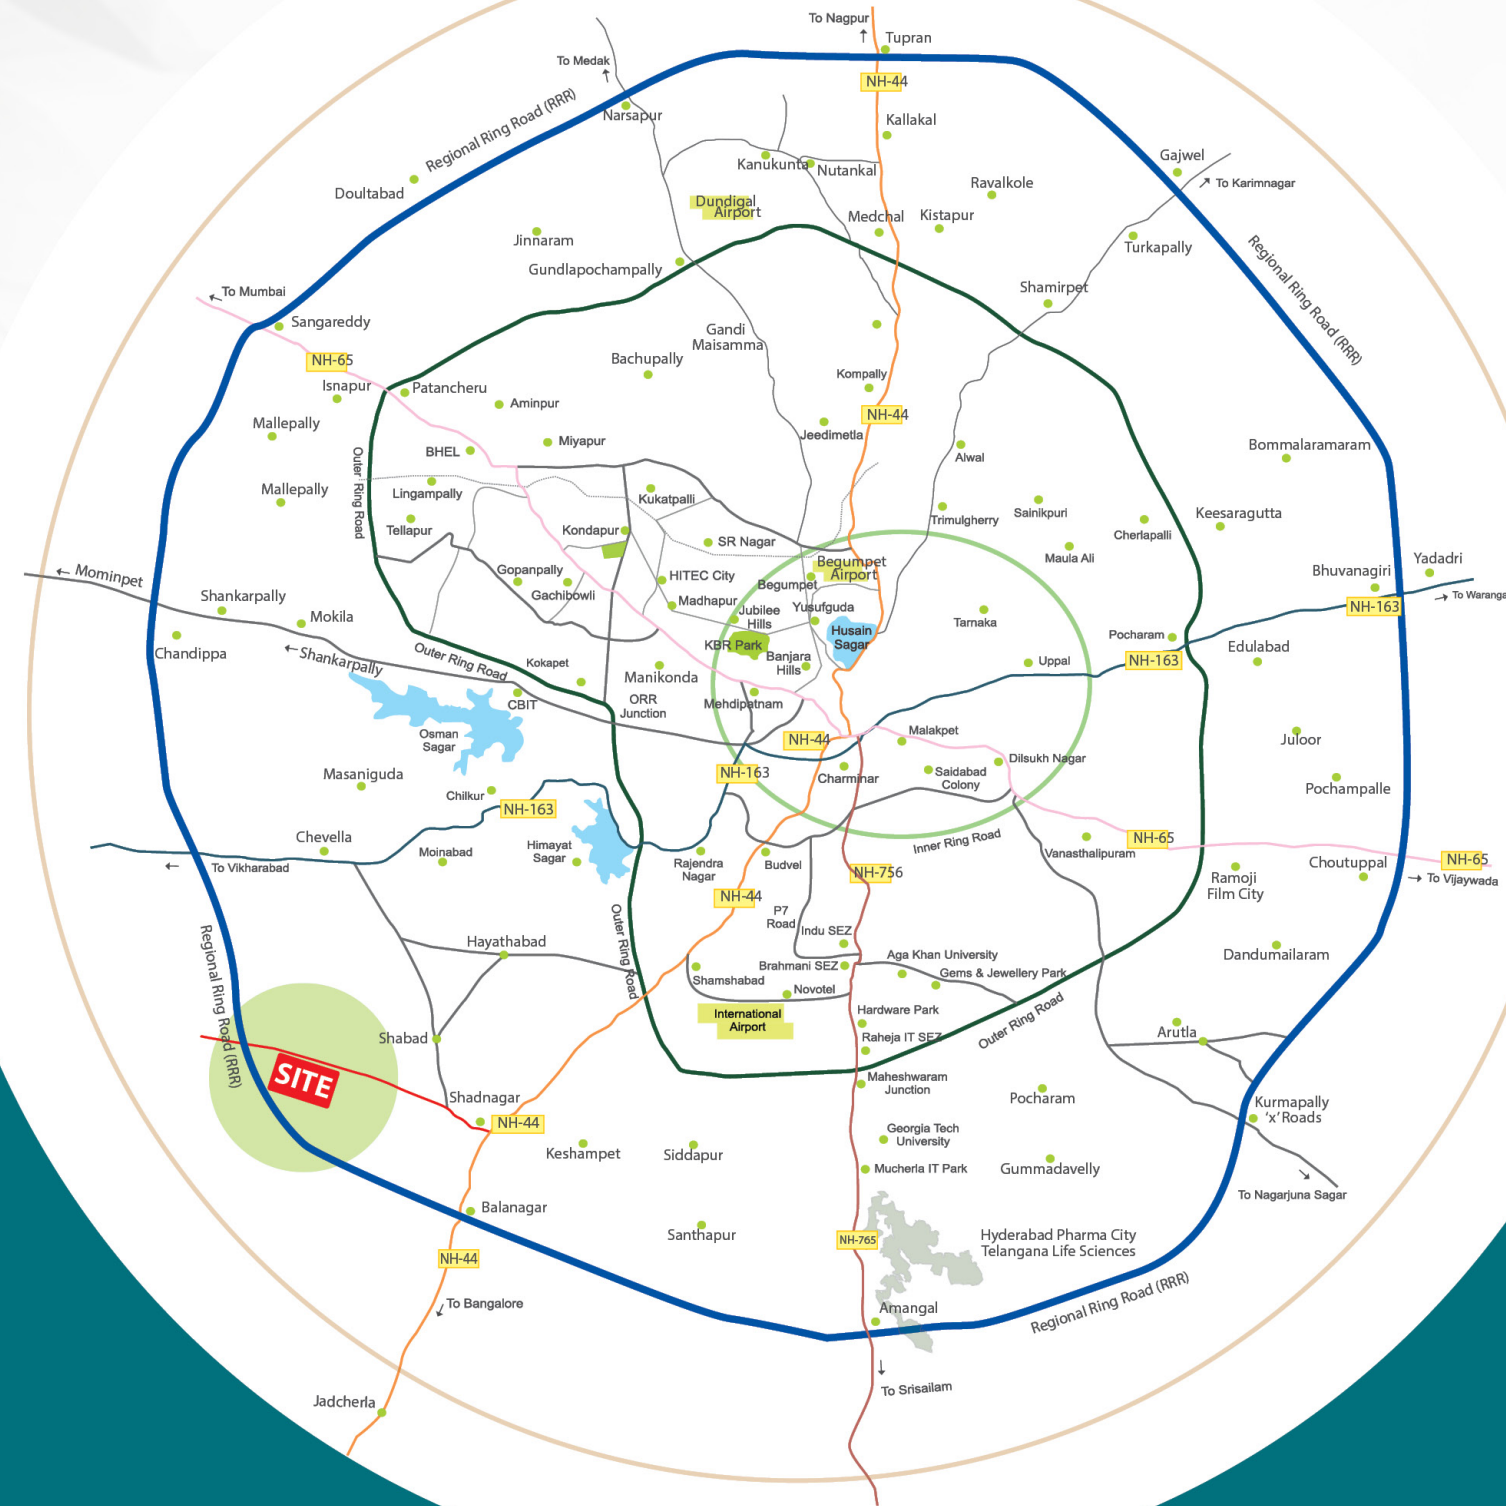 To Nagpur
Tupran
To Medak
NH-44
Regional Ring Road (RRR)
Narsapur
Kallakal
Gajwel
To Karimnagar
Kanukunta
Nutankal
Doultabad
Ravalkole
Dundigal
Airport
Medchal
Kistapur
Jinnaram
Turkapally
Gundlapochampally
Regional Ring Road (RRR)
To Mumbai
Shamirpet
Sangareddy
Gandi
Maisamma
NH-65
Bachupally
Isnapur
Patancheru
Kompally
Aminpur
NH-44
Mallepally
Jeedimetla
Miyapur
BHEL
Alwal
Bommalaramaram
Outer Ring Road
Mallepally
Lingampally
Kukatpalli
Tellapur
Kondapur
Trimulgherry
Sainikpuri
Keesaragutta
Cherlapalli
SR Nagar
Maula Ali
Yadadri
Mominpet
Gopanpally
HITEC City
Begumpet
Airport
Begumpet
Bhuvanagiri
Gachibowli
To Waranga
Shankarpally
Madhapur
Jubilee
Hills
Yusufguda
NH-163
Mokila
Tarnaka
Husain
Sagar
Pocharam
Chandippa
Shankarpally
Outer Ring Road
KBR Park
Banjara
Hills
Edulabad
Kokapet
Uppal
NH-163
Manikonda
CBIT
ORR
Junction
Mehdipatnam
Osman
Sagar
NH-44
Malakpet
Juloor
Dilsukh Nagar
Masaniguda
NH-163
Charminar
Saidabad
Colony
Pochampalle
Chilkur
NH-163
Chevella
Himayat
Sagar
Inner Ring Road
NH-65
Moinabad
Vanasthalipuram
To Vikharabad
Rajendra
Nagar
Budvel
NH-756
Ramoji
Film City
Choutuppal
NH-65
To Vijaywada
NH-44
P7
Road
Outer Ring Road
Regional Ring Road (RRR)
Indu SEZ
Hayathabad
Aga Khan University
Dandumailaram
Brahmani SEZ
Shamshabad
Gems & Jewellery Park
Novotel
International
Airport
Hardware Park
Outer Ring Road
Arutla
Shabad
Raheja IT SEZ
SITE
Maheshwaram
Junction
Shadnagar
Pocharam
Kurmapally
'x'Roads
NH-44
Georgia Tech
University
Keshampet
Siddapur
Mucherla IT Park
Gummadavelly
To Nagarjuna Sagar
Balanagar
Santhapur
NH-765
Hyderabad Pharma City
Telangana Life Sciences
NH-44
Regional Ring Road (RRR)
To Bangalore
Amangal
To Srisailam
Jadcherla